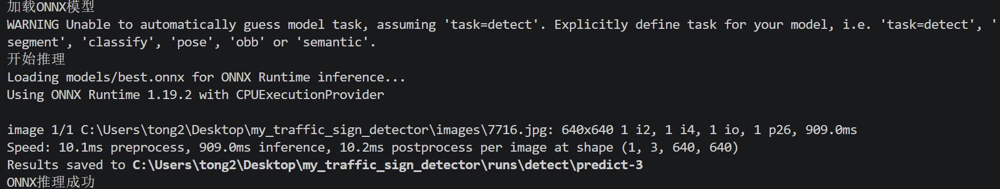 加载ONNX模型
WARNING Unable to automatically guess model task, assuming 'task=detect'. Explicitly define task for your model, i.e. 'task=detect', '
segment', 'classify', 'pose', 'obb' or 'semantic'.
开始推理
Loading models/best.onnx for ONNX Runtime inference...
Using ONNX Runtime 1.19.2 with CPUExecutionProvider
image 1/1 C:\Users\tong2\Desktop\my_traffic_sign_detector\images\7716.jpg: 640x640 1 i2, 1 i4, 1 io, 1 p26, 909.0ms
Speed: 10.1ms preprocess, 909.0ms inference, 10.2ms postprocess per image at shape (1, 3, 640, 640)
Results saved to C:\Users\tong2\Desktop\my_traffic_sign_detector\runs\detect\predict-3
ONNX推理成功